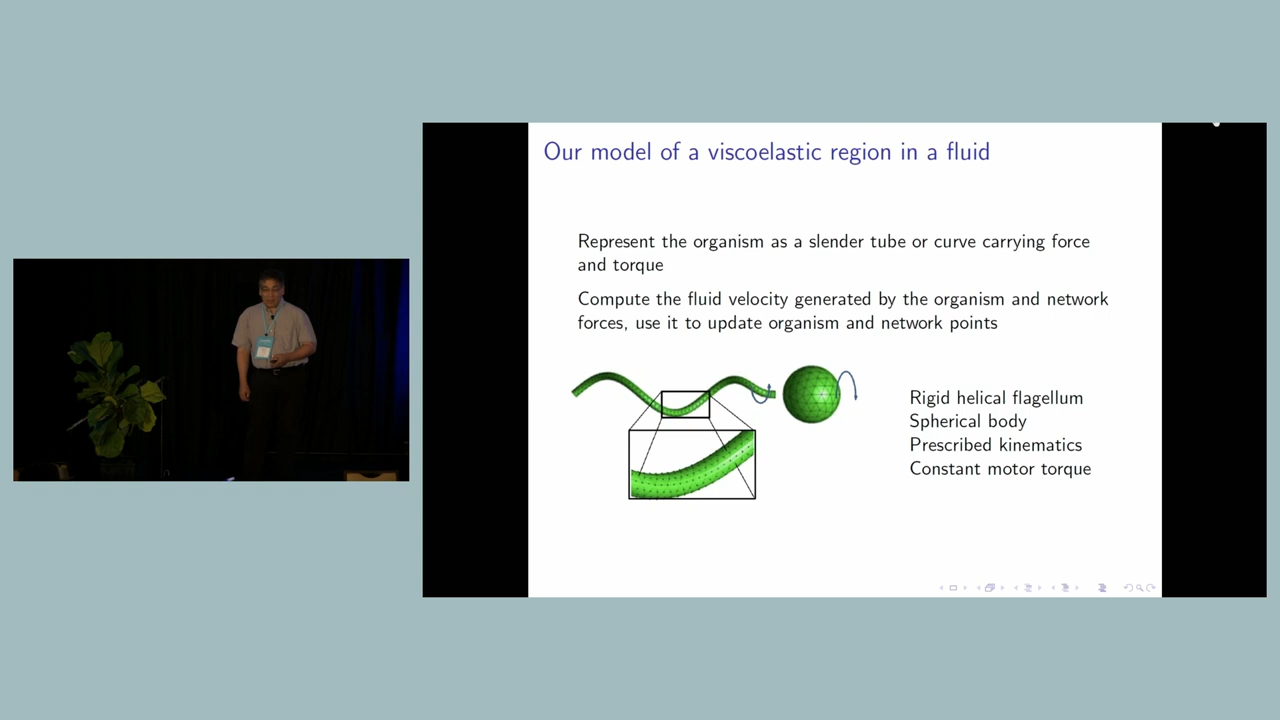 Our model of a viscoelastic region in a fluid
Represent the organism as a slender tube or curve carrying force
and torque
Compute the fluid velocity generated by the organism and network
forces, use it to update organism and network points
Rigid helical flagellum
Spherical body
Prescribed kinematics
Constant motor torque